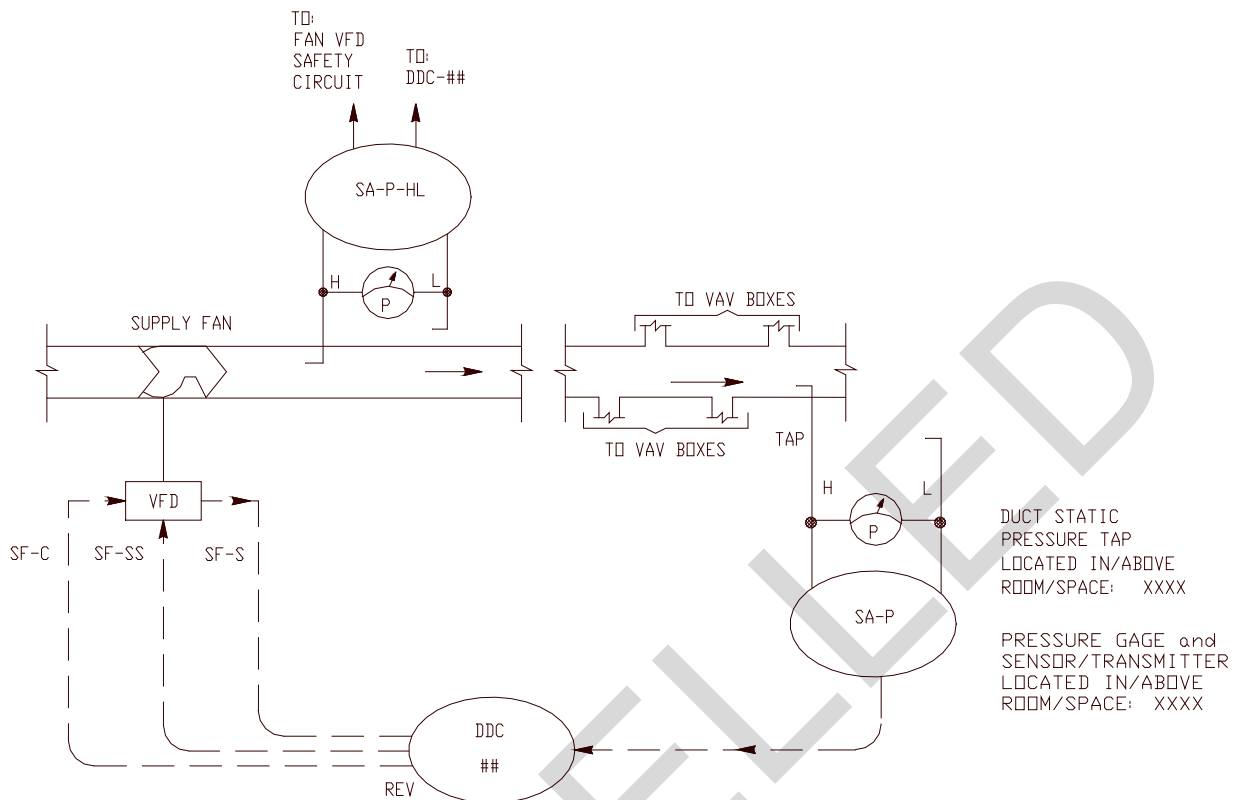 TO:
FAN VFD
SAFETY
CIRCUIT
TO:
DDC-##
SA-P-HL
H
L
P
SUPPLY FAN
TO VAV BOXES
TO VAV BOXES
TAP
H
L
P
VFD
SF-C
SF-SS
SF-S
DUCT STATIC
PRESSURE TAP
LOCATED IN/ABOVE
ROOM/SPACE: XXXX
SA-P
PRESSURE GAGE and
SENSOR/TRANSMITTER
LOCATED IN/ABOVE
ROOM/SPACE: XXXX
DDC
##
REV
ELLED